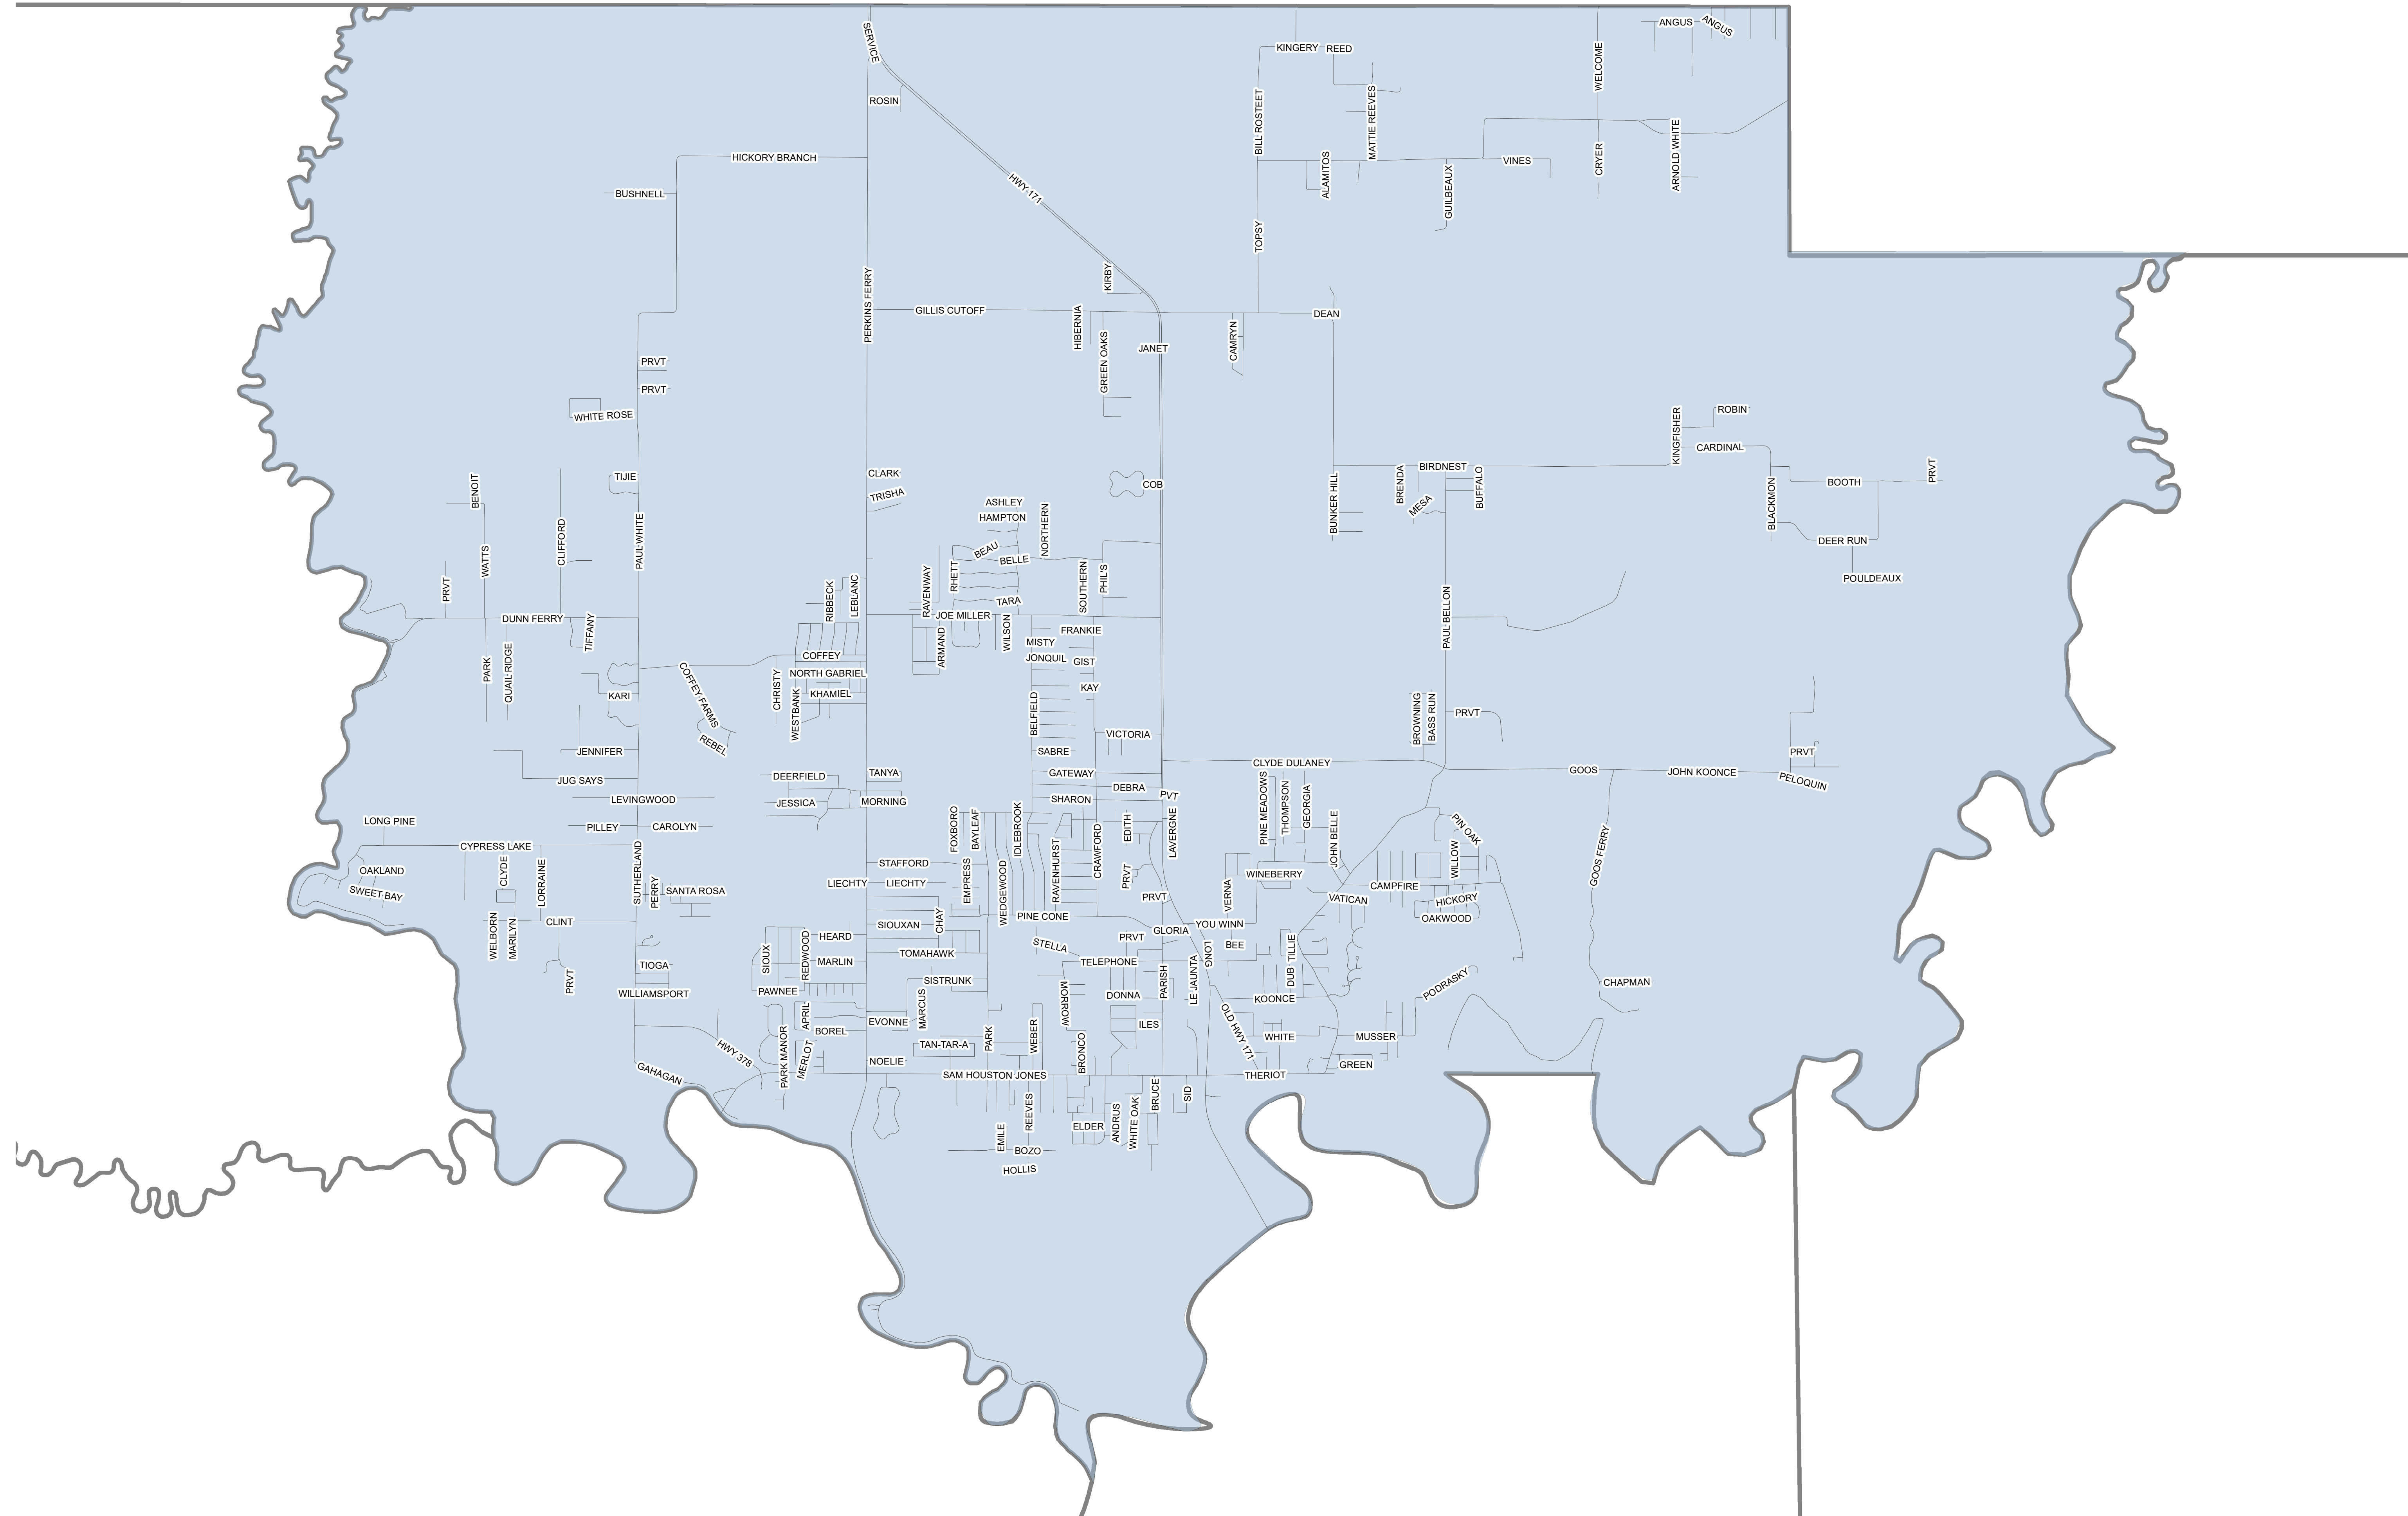 ANGUS
ANGUS
SERVICE
KINGERY
REED
WELCOME
ROSIN
BILL ROSTEET
MATTIE REEVES
HICKORY BRANCH
ALAMITOS
VINES
CRYER
ARNOLD WHITE
BUSHNELL
HWY 171
GUILBEAUX
TOPSY
KIRBY
PERKINS FERRY
GILLIS CUTOFF
HIBERNIA
DEAN
GREEN OAKS
JANET
CAMRYN
PRVT
PRVT
WHITE ROSE
KINGFISHER
ROBIN
CARDINAL
TIJIE
CLARK
TRISHA
COB
BIRDNEST
BRENDA
MESA
BUFFALO
BUNKER HILL
BLACKMON
BOOTH
PRVT
BENOIT
ASHLEY
HAMPTON
NORTHERN
WATTS
CLIFFORD
PAUL WHITE
BEAU
BELLE
DEER RUN
POULDEAUX
PRVT
RIBBECK
LEBLANC
RAVENWAY
RHETT
TARA
SOUTHERN
PHIL'S
DUNN FERRY
TIFFANY
JOE MILLER
WILSON
FRANKIE
PAUL BELLON
ARMAND
MISTY
JONQUIL
GIST
COFFEY
PARK
QUAIL RIDGE
KARI
COFFEY FARMS
CHRISTY
NORTH GABRIEL
WESTBANK
KHAMIEL
KAY
BELFIELD
BROWNING
BASS RUN
PRVT
REBEL
VICTORIA
JENNIFER
SABRE
PRVT
JUG SAYS
DEERFIELD
TANYA
GATEWAY
CLYDE DULANEY
GOOS
JOHN KOONCE
PELOQUIN
LEVINGWOOD
JESSICA
MORNING
SHARON
DEBRA
PVT
PINE MEADOWS
THOMPSON
GEORGIA
LONG PINE
PILLEY
CAROLYN
FOXBORO
BAYLEAF
IDLEBROOK
EDITH
LAVERGNE
JOHN BELLE
PIN OAK
CYPRESS LAKE
OAKLAND
SWEET BAY
CLYDE
LORRAINE
SUTHERLAND
PERRY
SANTA ROSA
STAFFORD
LIECHTY
LIECHTY
EMPRESS
WEDGEWOOD
RAVENHURST
CRAWFORD
PRVT
PRVT
VERNA
WINEBERRY
CAMPFIRE
WILLOW
GOOS FERRY
VATICAN
HICKORY
OAKWOOD
WELBORN
MARILYN
CLINT
SIOUXAN
CHAY
PINE CONE
YOU WINN
GLORIA
HEARD
STELLA
PRVT
LONG
BEE
TILLIE
SIOUX
REDWOOD
MARLIN
TOMAHAWK
TELEPHONE
TIOGA
PRVT
WILLIAMSPORT
PAWNEE
SISTRUNK
MARCUS
MORROW
DONNA
PARISH
LE JAUNTA
DUB
KOONCE
PODRASKY
CHAPMAN
APRIL
BOREL
EVONNE
PARK
WEBER
ILES
OLD HWY 171
WHITE
MUSSER
HWY 378
PARK MANOR
MERLOT
TAN-TAR-A
BRONCO
NOELIE
GREEN
GAHAGAN
SAM HOUSTON JONES
THERIOT
BRUCE
SID
REEVES
ELDER
ANDRUS
WHITE OAK
EMILE
BOZO
HOLLIS